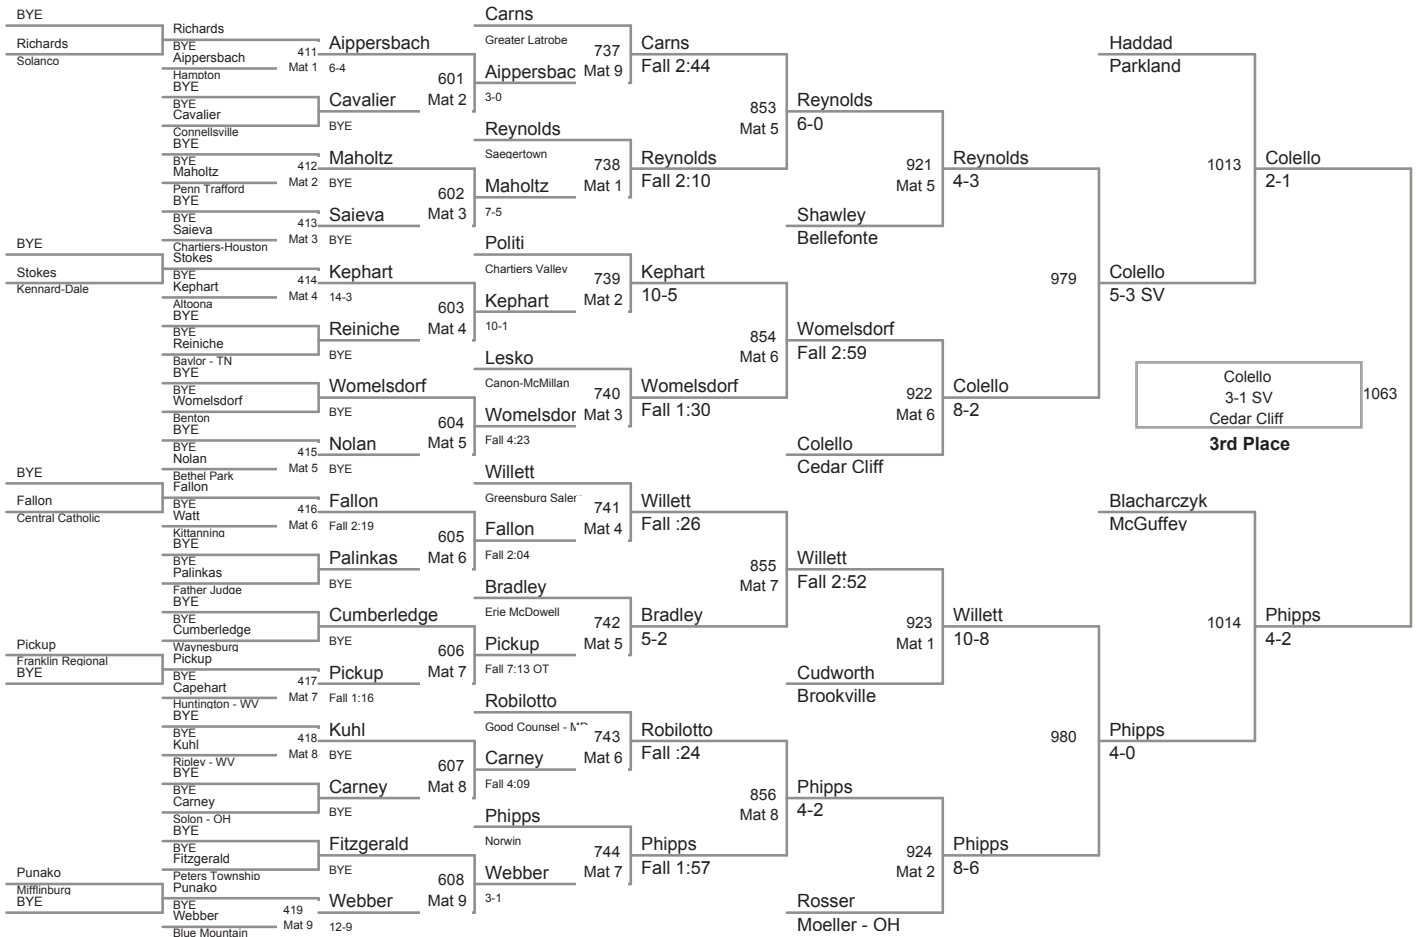 BYE
Richards
Solanco
BYE
Stokes
Kennard-Dale
BYE
Fallon
Central Catholic
Pickup
Franklin Regional
BYE
Punako
Mifflinburg
BYE
Richards
BYE
Aippersbach
411
Mat 1
Hampton
BYE
BYE
Cavalier
Connellsville
BYE
BYE
Maholtz
412
Mat 2
Penn Trafford
BYE
BYE
Saieva
413
Mat 3
Chartiers-Houston
Stokes
BYE
Kephart
414
Mat 4
Altoona
BYE
BYE
Reiniche
Baylor - TN
BYE
BYE
Womelsdorf
Benton
BYE
BYE
Nolan
415
Mat 5
Bethel Park
Fallon
BYE
Watt
416
Mat 6
Kittanning
BYE
BYE
Palinkas
Father Judge
BYE
BYE
Cumberledge
Waynesburg
Pickup
BYE
Capehart
417
Mat 7
Huntington - WV
BYE
BYE
Kuhl
418
Mat 8
Ripley - WV
BYE
BYE
Carney
Solon - OH
BYE
BYE
Fitzgerald
Peters Township
Punako
BYE
Webber
419
Mat 9
Blue Mountain
Aippersbach
6-4
601
Mat 2
Cavalier
BYE
Maholtz
BYE
602
Mat 3
Saieva
BYE
Kephart
14-3
603
Mat 4
Reiniche
BYE
Womelsdorf
BYE
604
Mat 5
Nolan
BYE
Fallon
Fall 2:19
605
Mat 6
Palinkas
BYE
Cumberledge
BYE
606
Mat 7
Pickup
Fall 1:16
Kuhl
BYE
607
Mat 8
Carney
BYE
Fitzgerald
BYE
608
Mat 9
Webber
12-9
Carns
Greater Latrobe
737
Mat 9
Aippersbac
3-0
Reynolds
Saegertown
738
Mat 1
Maholtz
7-5
Politi
Chartiers Valley
739
Mat 2
Kephart
10-1
Lesko
Canon-McMillan
740
Mat 3
Womelsdor
Fall 4:23
Willett
Greensburg Saler
741
Mat 4
Fallon
Fall 2:04
Bradley
Erie McDowell
742
Mat 5
Pickup
Fall 7:13 OT
Robilotto
Good Counsel - MD
743
Mat 6
Carney
Fall 4:09
Phipps
Norwin
744
Mat 7
Webber
3-1
Carns
Fall 2:44
853
Mat 5
Reynolds
Fall 2:10
Kephart
10-5
854
Mat 6
Womelsdorf
Fall 1:30
Willett
Fall :26
855
Mat 7
Bradley
5-2
Robilotto
Fall :24
856
Mat 8
Phipps
Fall 1:57
Reynolds
6-0
921
Mat 5
Shawley
Bellefonte
Womelsdorf
Fall 2:59
922
Mat 6
Colello
Cedar Cliff
Willett
Fall 2:52
923
Mat 1
Cudworth
Brookville
Phipps
4-2
924
Mat 2
Rosser
Moeller - OH
Reynolds
4-3
979
Colello
8-2
Willett
10-8
980
Phipps
8-6
Haddad
Parkland
1013
Colello
5-3 SV
Colello
3-1 SV
Cedar Cliff
1063
3rd Place
Blacharczyk
McGuffey
1014
Phipps
4-0
Colello
2-1
Phipps
4-2